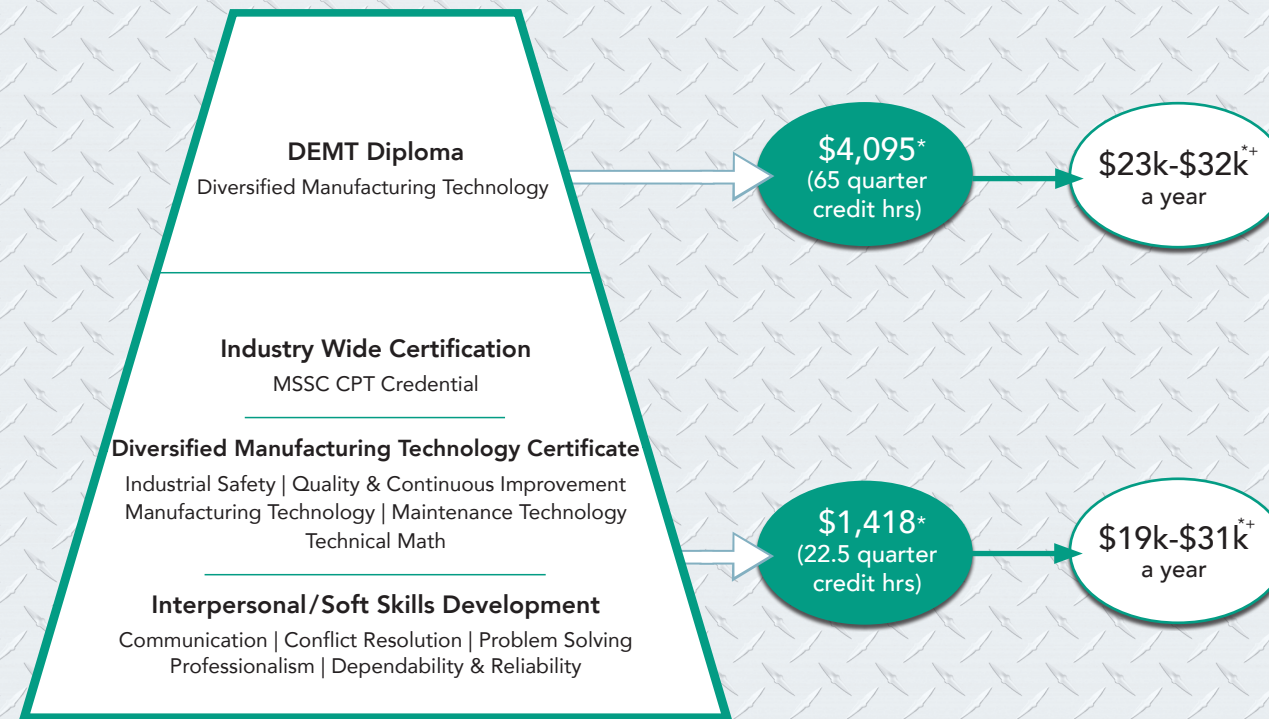 DEMT Diploma
Diversified Manufacturing Technology
$4,095*
(65 quarter
credit hrs)
$23k-$32k*+
a year
Industry Wide Certification
MSSC CPT Credential
Diversified Manufacturing Technology Certificate
Industrial Safety | Quality & Continuous Improvement
Manufacturing Technology | Maintenance Technology
Technical Math
$1,418*
(22.5 quarter
credit hrs)
$19k-$31k*+
a year
Interpersonal/Soft Skills Development
Communication | Conflict Resolution | Problem Solving
Professionalism | Dependability & Reliability